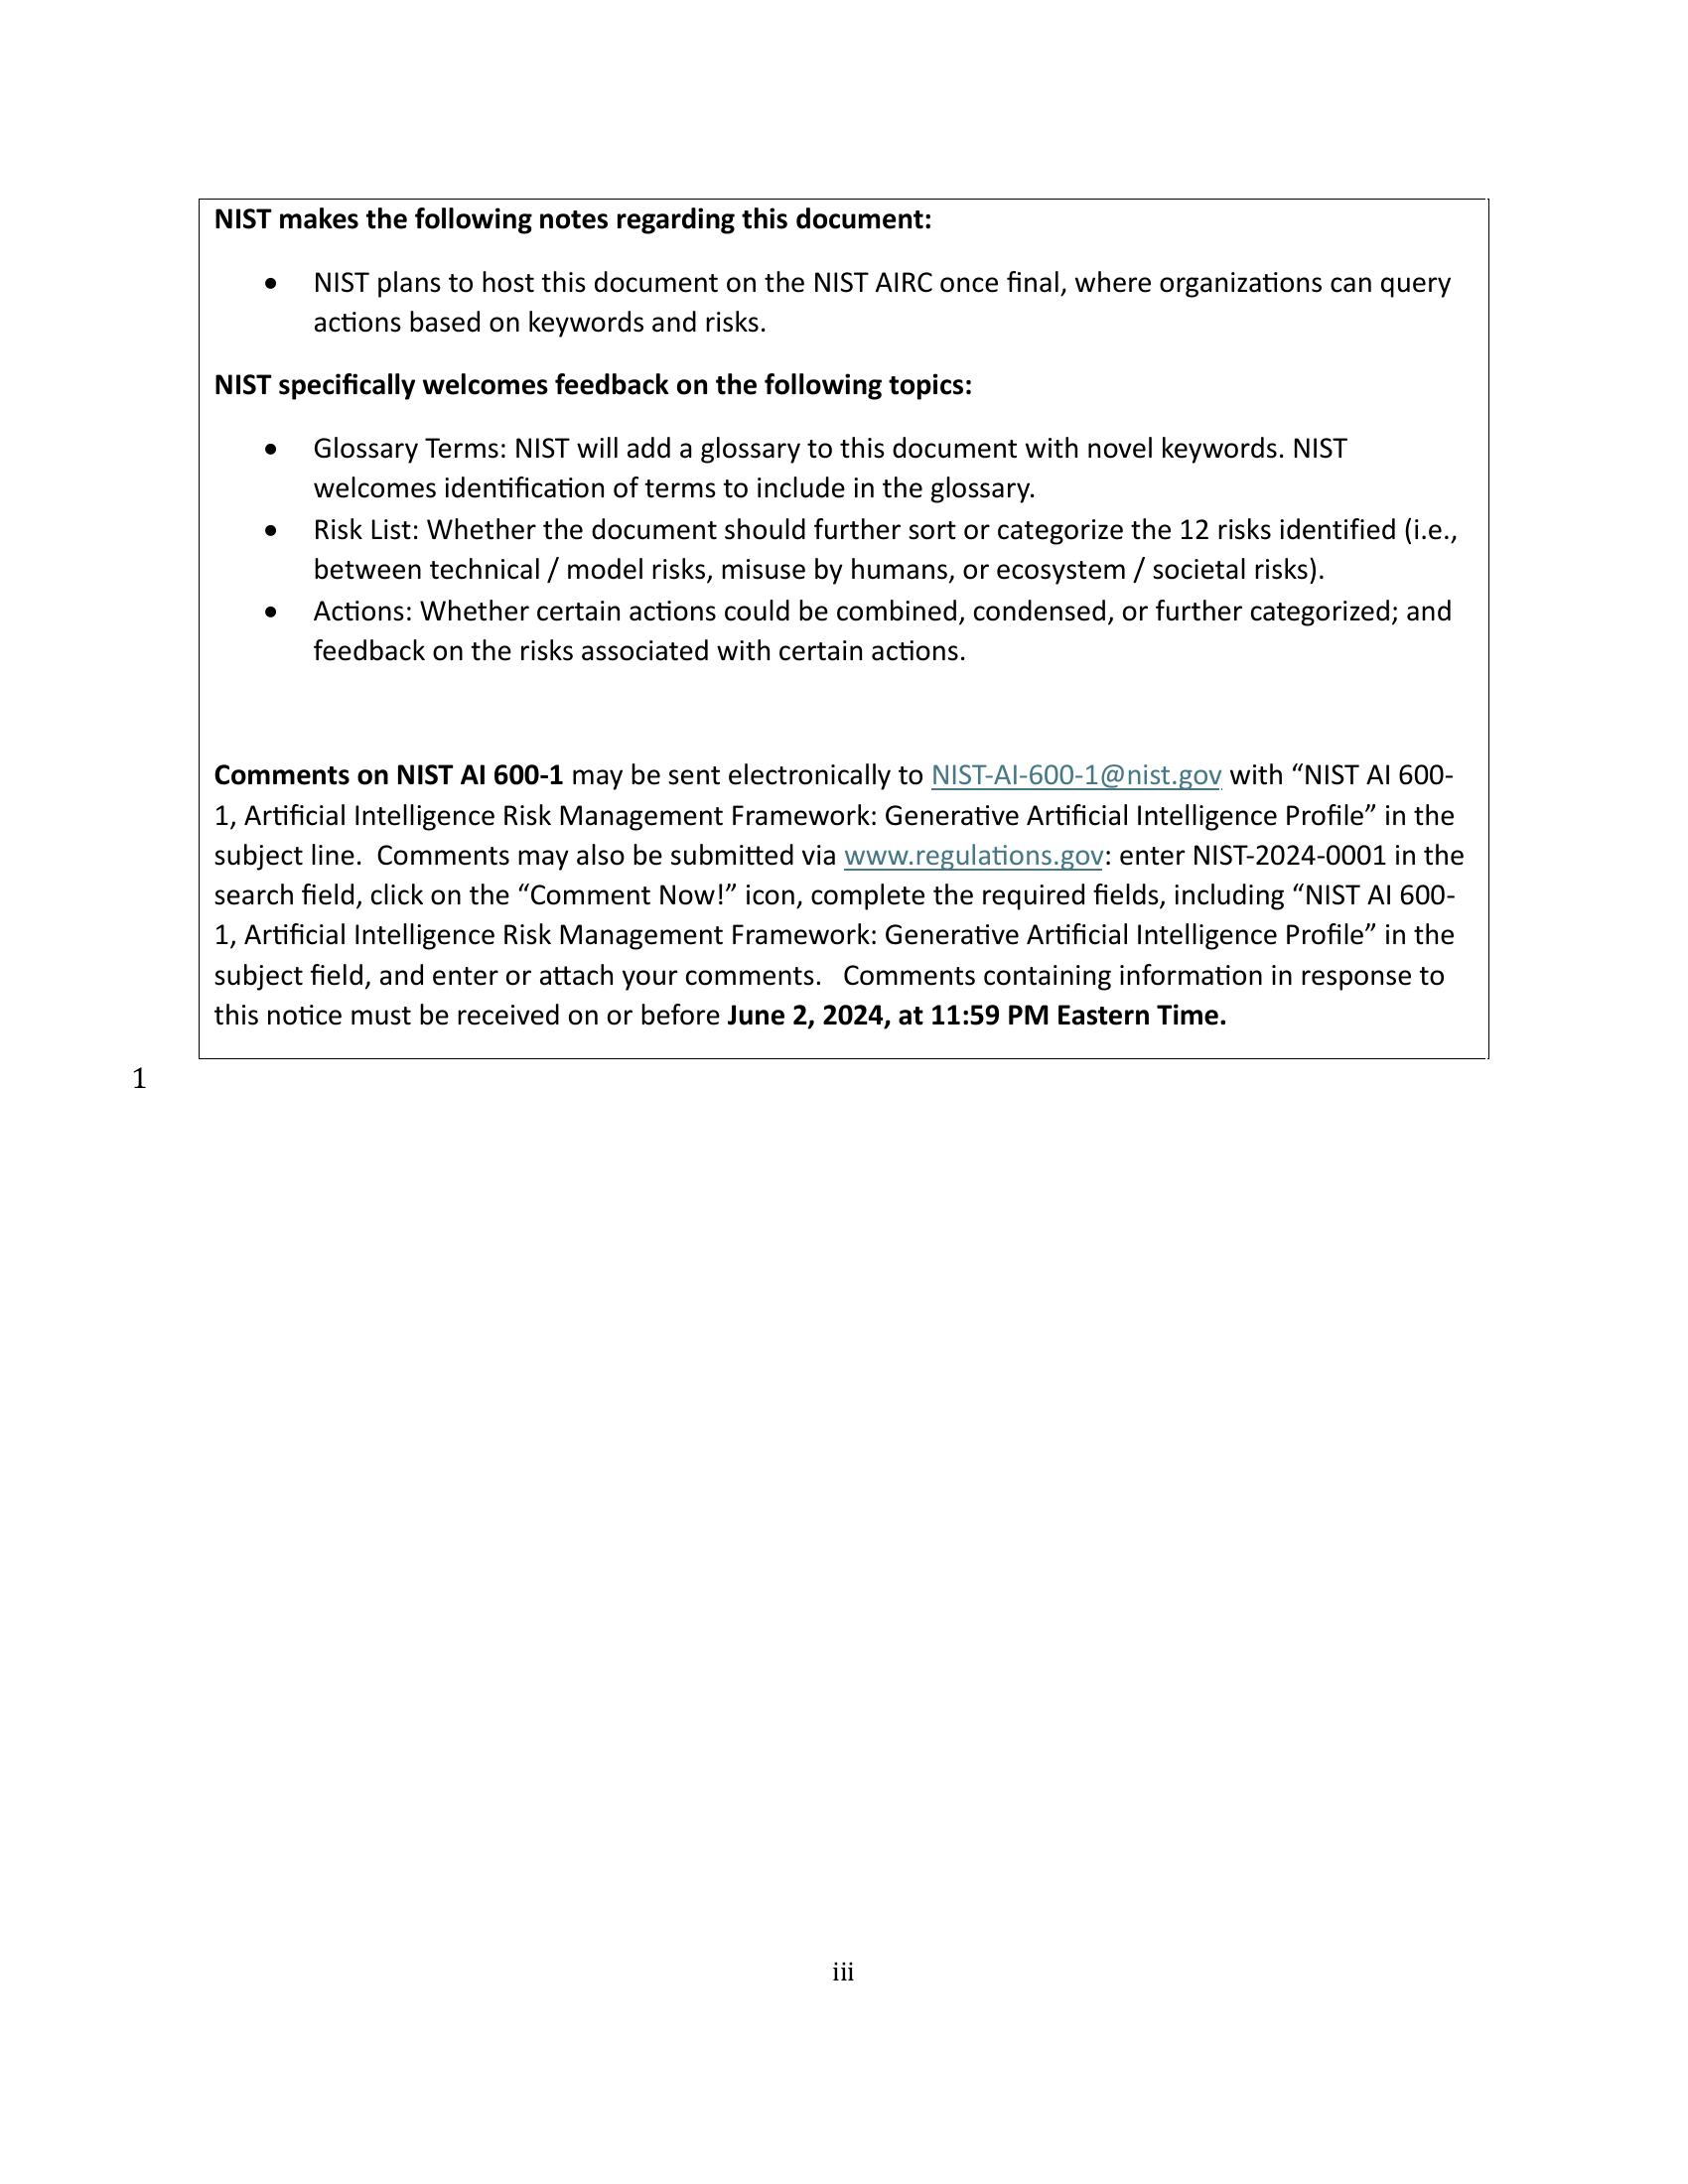 NIST makes the following notes regarding this document:
• NIST plans to host this document on the NIST AIRC once final, where organizations can query
actions based on keywords and risks.
NIST specifically welcomes feedback on the following topics:
• Glossary Terms: NIST will add a glossary to this document with novel keywords. NIST
welcomes identification of terms to include in the glossary.
• Risk List: Whether the document should further sort or categorize the 12 risks identified (i.e.,
between technical / model risks, misuse by humans, or ecosystem / societal risks).
• Actions: Whether certain actions could be combined, condensed, or further categorized; and
feedback on the risks associated with certain actions.
Comments on NIST AI 600-1 may be sent electronically to NIST-AI-600-1@nist.gov with “NIST AI 600-
1, Artificial Intelligence Risk Management Framework: Generative Artificial Intelligence Profile” in the
subject line.  Comments may also be submitted via www.regulations.gov: enter NIST-2024-0001 in the
search field, click on the “Comment Now!” icon, complete the required fields, including “NIST AI 600-
1, Artificial Intelligence Risk Management Framework: Generative Artificial Intelligence Profile” in the
subject field, and enter or attach your comments.   Comments containing information in response to
this notice must be received on or before June 2, 2024, at 11:59 PM Eastern Time.
1
iii